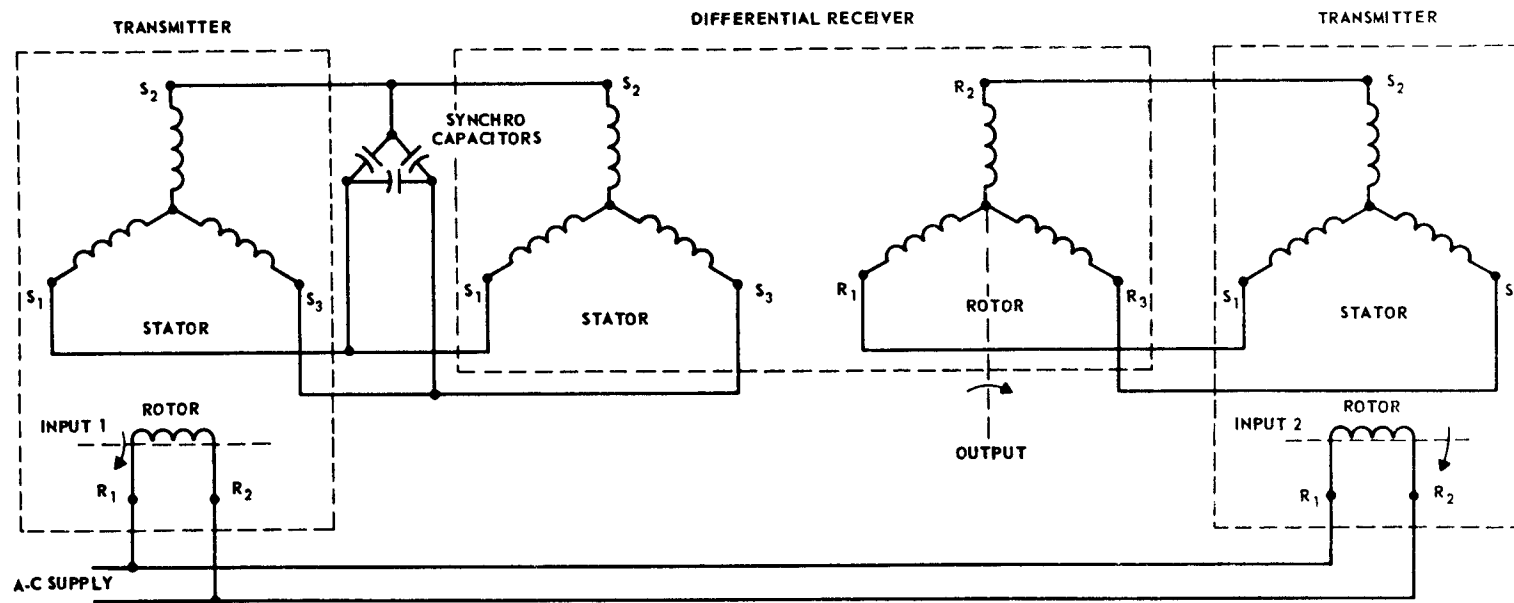 TRANSMITTER
DIFFERENTIAL RECEIVER
TRANSMITTER
S2
S2
R2
S2
SYNCHRO
CAPACITORS
S1
S3
S1
S3
R1
R3
S1
S
STATOR
STATOR
ROTOR
STATOR
ROTOR
INPUT 1
ROTOR
INPUT 2
OUTPUT
R1
R2
R1
R2
A-C SUPPLY